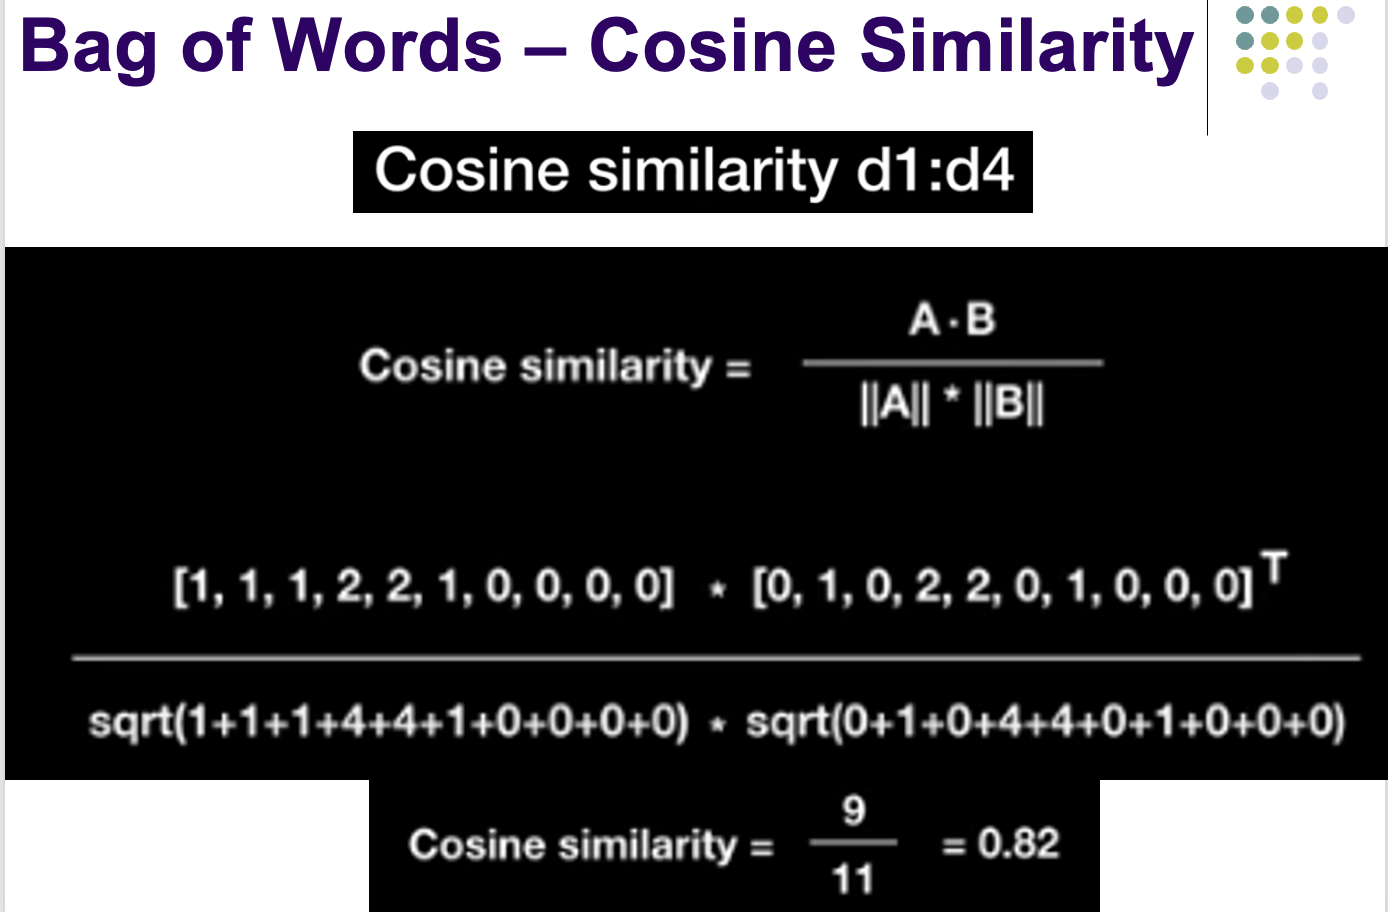 Bag of Words – Cosine Similarity
Cosine similarity d1:d4
A · B
Cosine similarity =
||A|| * ||B||
[1, 1, 1, 2, 2, 1, 0, 0, 0, 0] * [0, 1, 0, 2, 2, 0, 1, 0, 0, 0]T
sqrt(1+1+1+4+4+1+0+0+0+0) * sqrt(0+1+0+4+4+0+1+0+0+0)
9
Cosine similarity = = 0.82
11